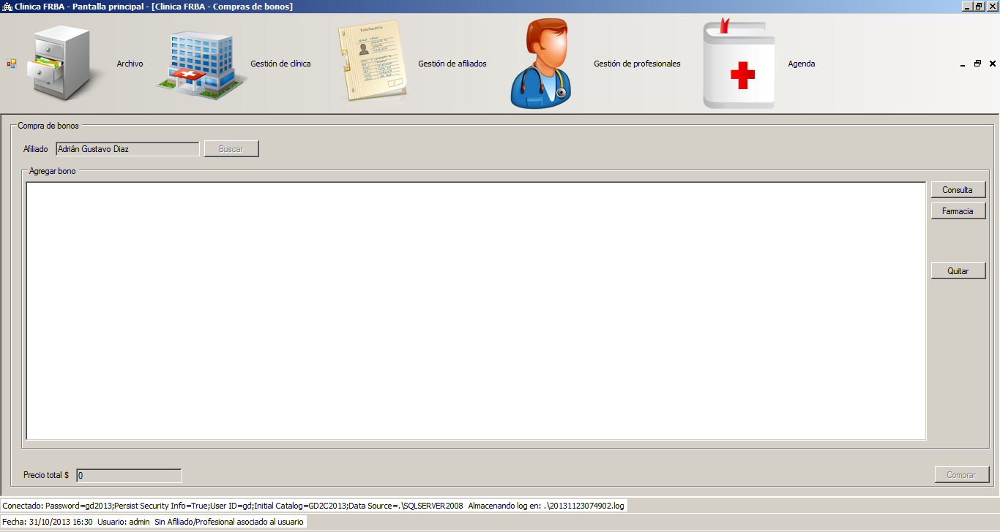 Clinica FRBA - Pantalla principal - [Clinica FRBA - Compras de bonos]
Archivo
Gestión de clínica
Gestión de afiliados
Gestión de profesionales
Agenda
Compra de bonos
Afiliado Adrián Gustavo Diaz Buscar
Agregar bono
Consulta
Farmacia
Quitar
Precio total $ 0
Comprar
Conectado: Password=gd2013;Persist Security Info=True;User ID=gd;Initial Catalog=GD2C2013;Data Source=.\SQLSERVER2008 Almacenando log en: .\20131123074902.log
Fecha: 31/10/2013 16:30 Usuario: admin Sin Afiliado/Profesional asociado al usuario